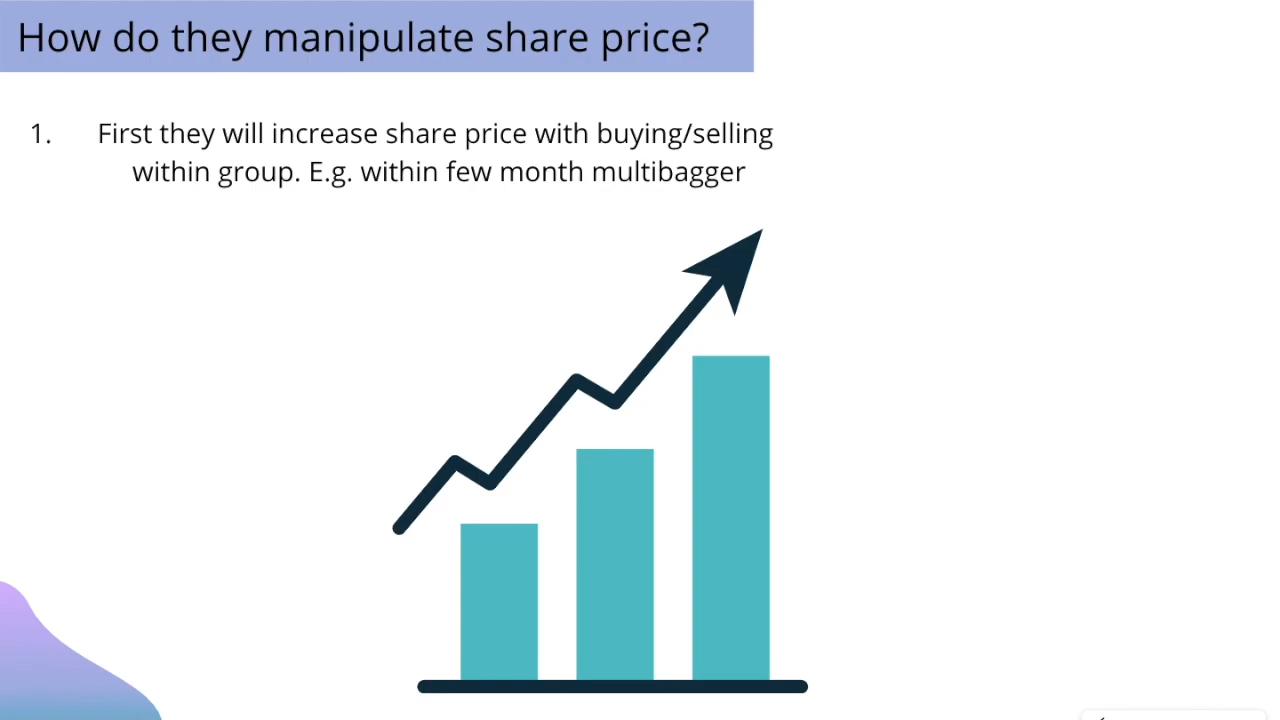 How do they manipulate share price?
1. First they will increase share price with buying/selling
within group. E.g. within few month multibagger